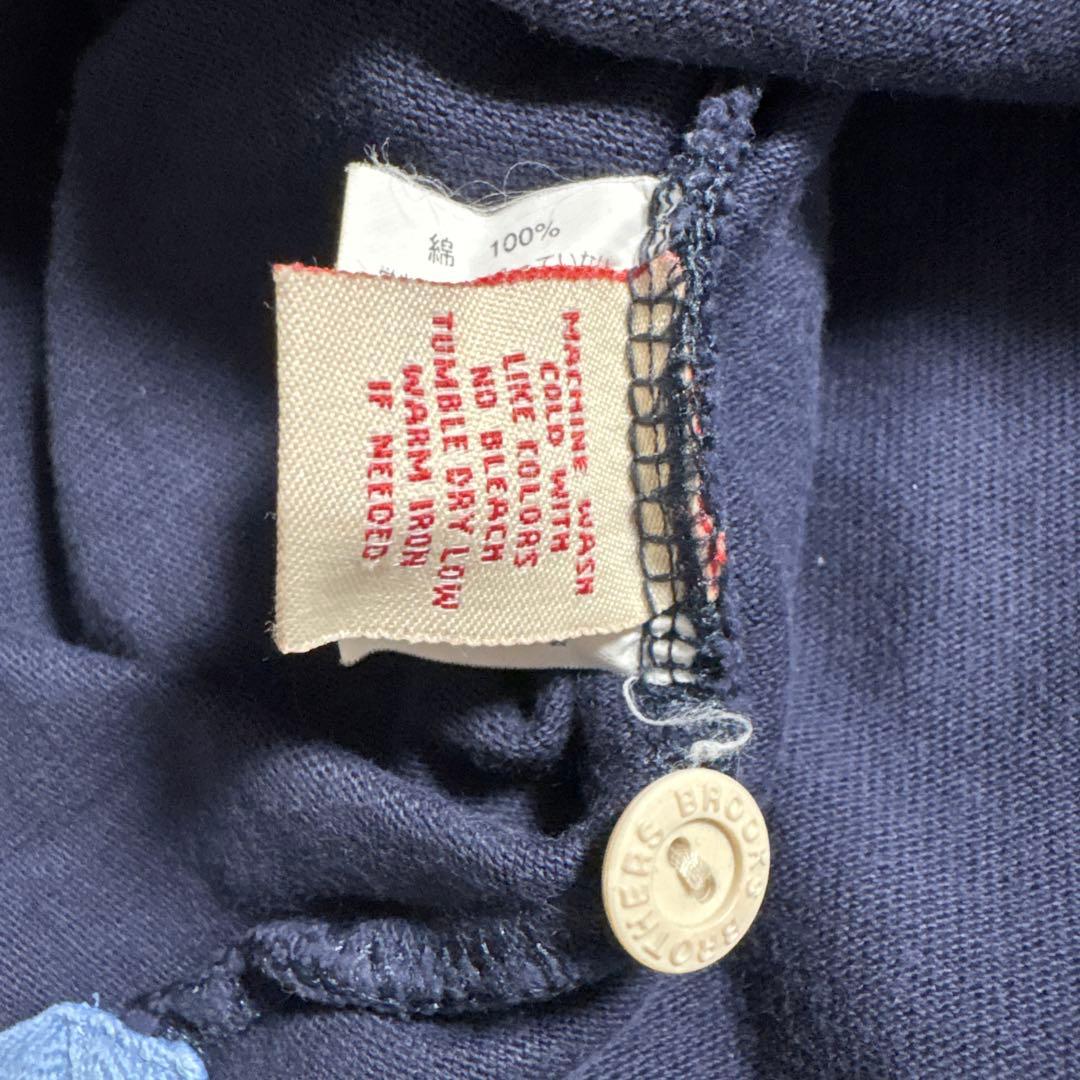 綿 100%
MACHINE WASH
COLD WITH
LIKE COLORS
NO BLEACH
TUMBLE DRY LOW
WARM IRON
IF NEEDED
BROOKS BROTHERS